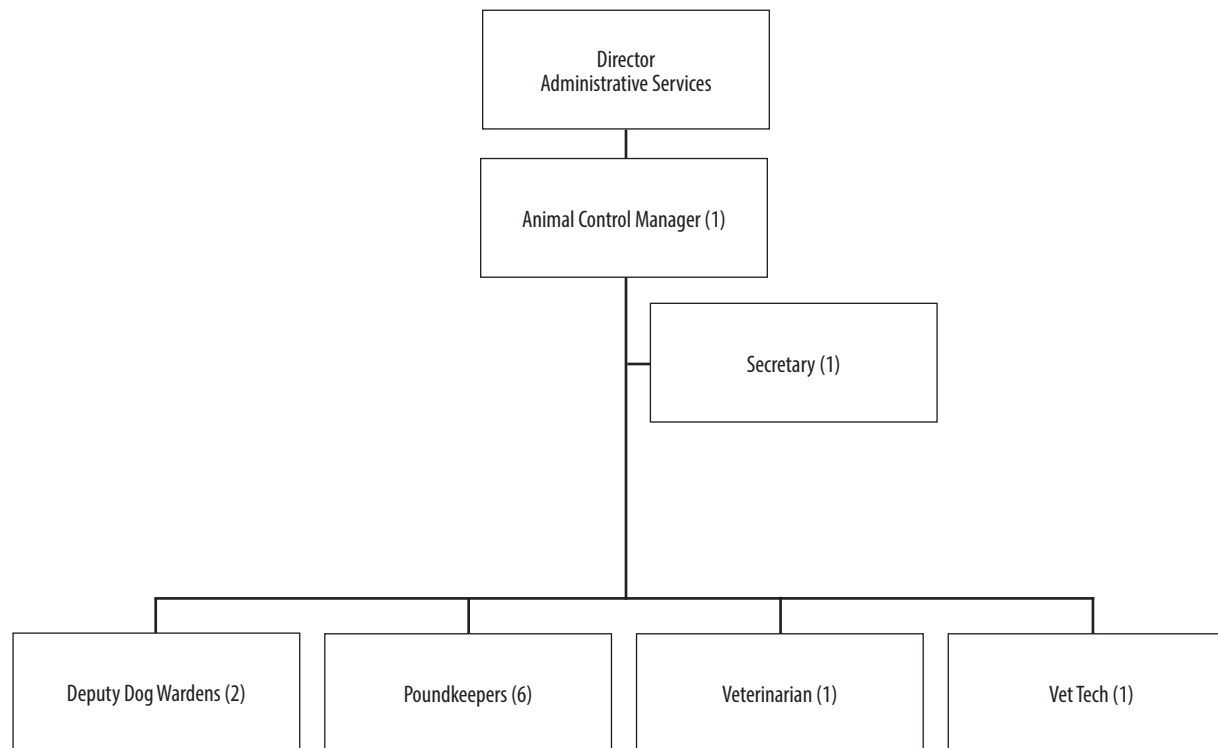 Director
Administrative Services
Animal Control Manager (1)
Secretary (1)
Deputy Dog Wardens (2)
Poundkeepers (6)
Veterinarian (1)
Vet Tech (1)